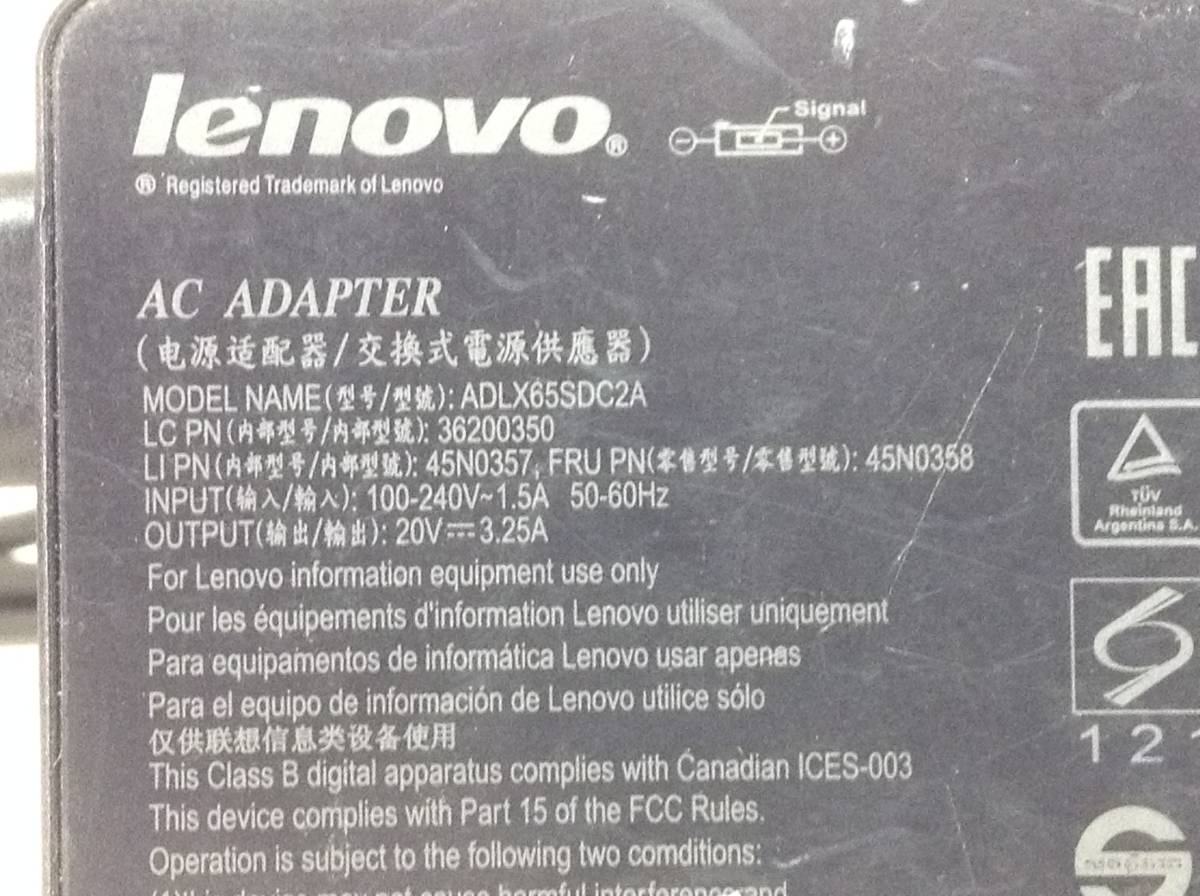 lenovo®
Signal
® Registered Trademark of Lenovo
AC ADAPTER
(电源适配器/交換式電源供應器)
MODEL NAME(型号/型號): ADLX65SDC2A
LC PN(内部型号/内部型號): 36200350
LI PN(内部型号/内部型號): 45N0357, FRU PN(零售型号/零售型號): 45N0358
INPUT(输入/輸入): 100-240V~1.5A 50-60Hz
OUTPUT(输出/輸出): 20V⎓3.25A
For Lenovo information equipment use only
Pour les équipements d'information Lenovo utiliser uniquement
Para equipamentos de informática Lenovo usar apenas
Para el equipo de información de Lenovo utilice sólo
仅供联想信息类设备使用
This Class B digital apparatus complies with Canadian ICES-003
This device complies with Part 15 of the FCC Rules.
Operation is subject to the following two comditions:
EAC
TÜV
Rheinland
Argentina S.A.
1 2 1